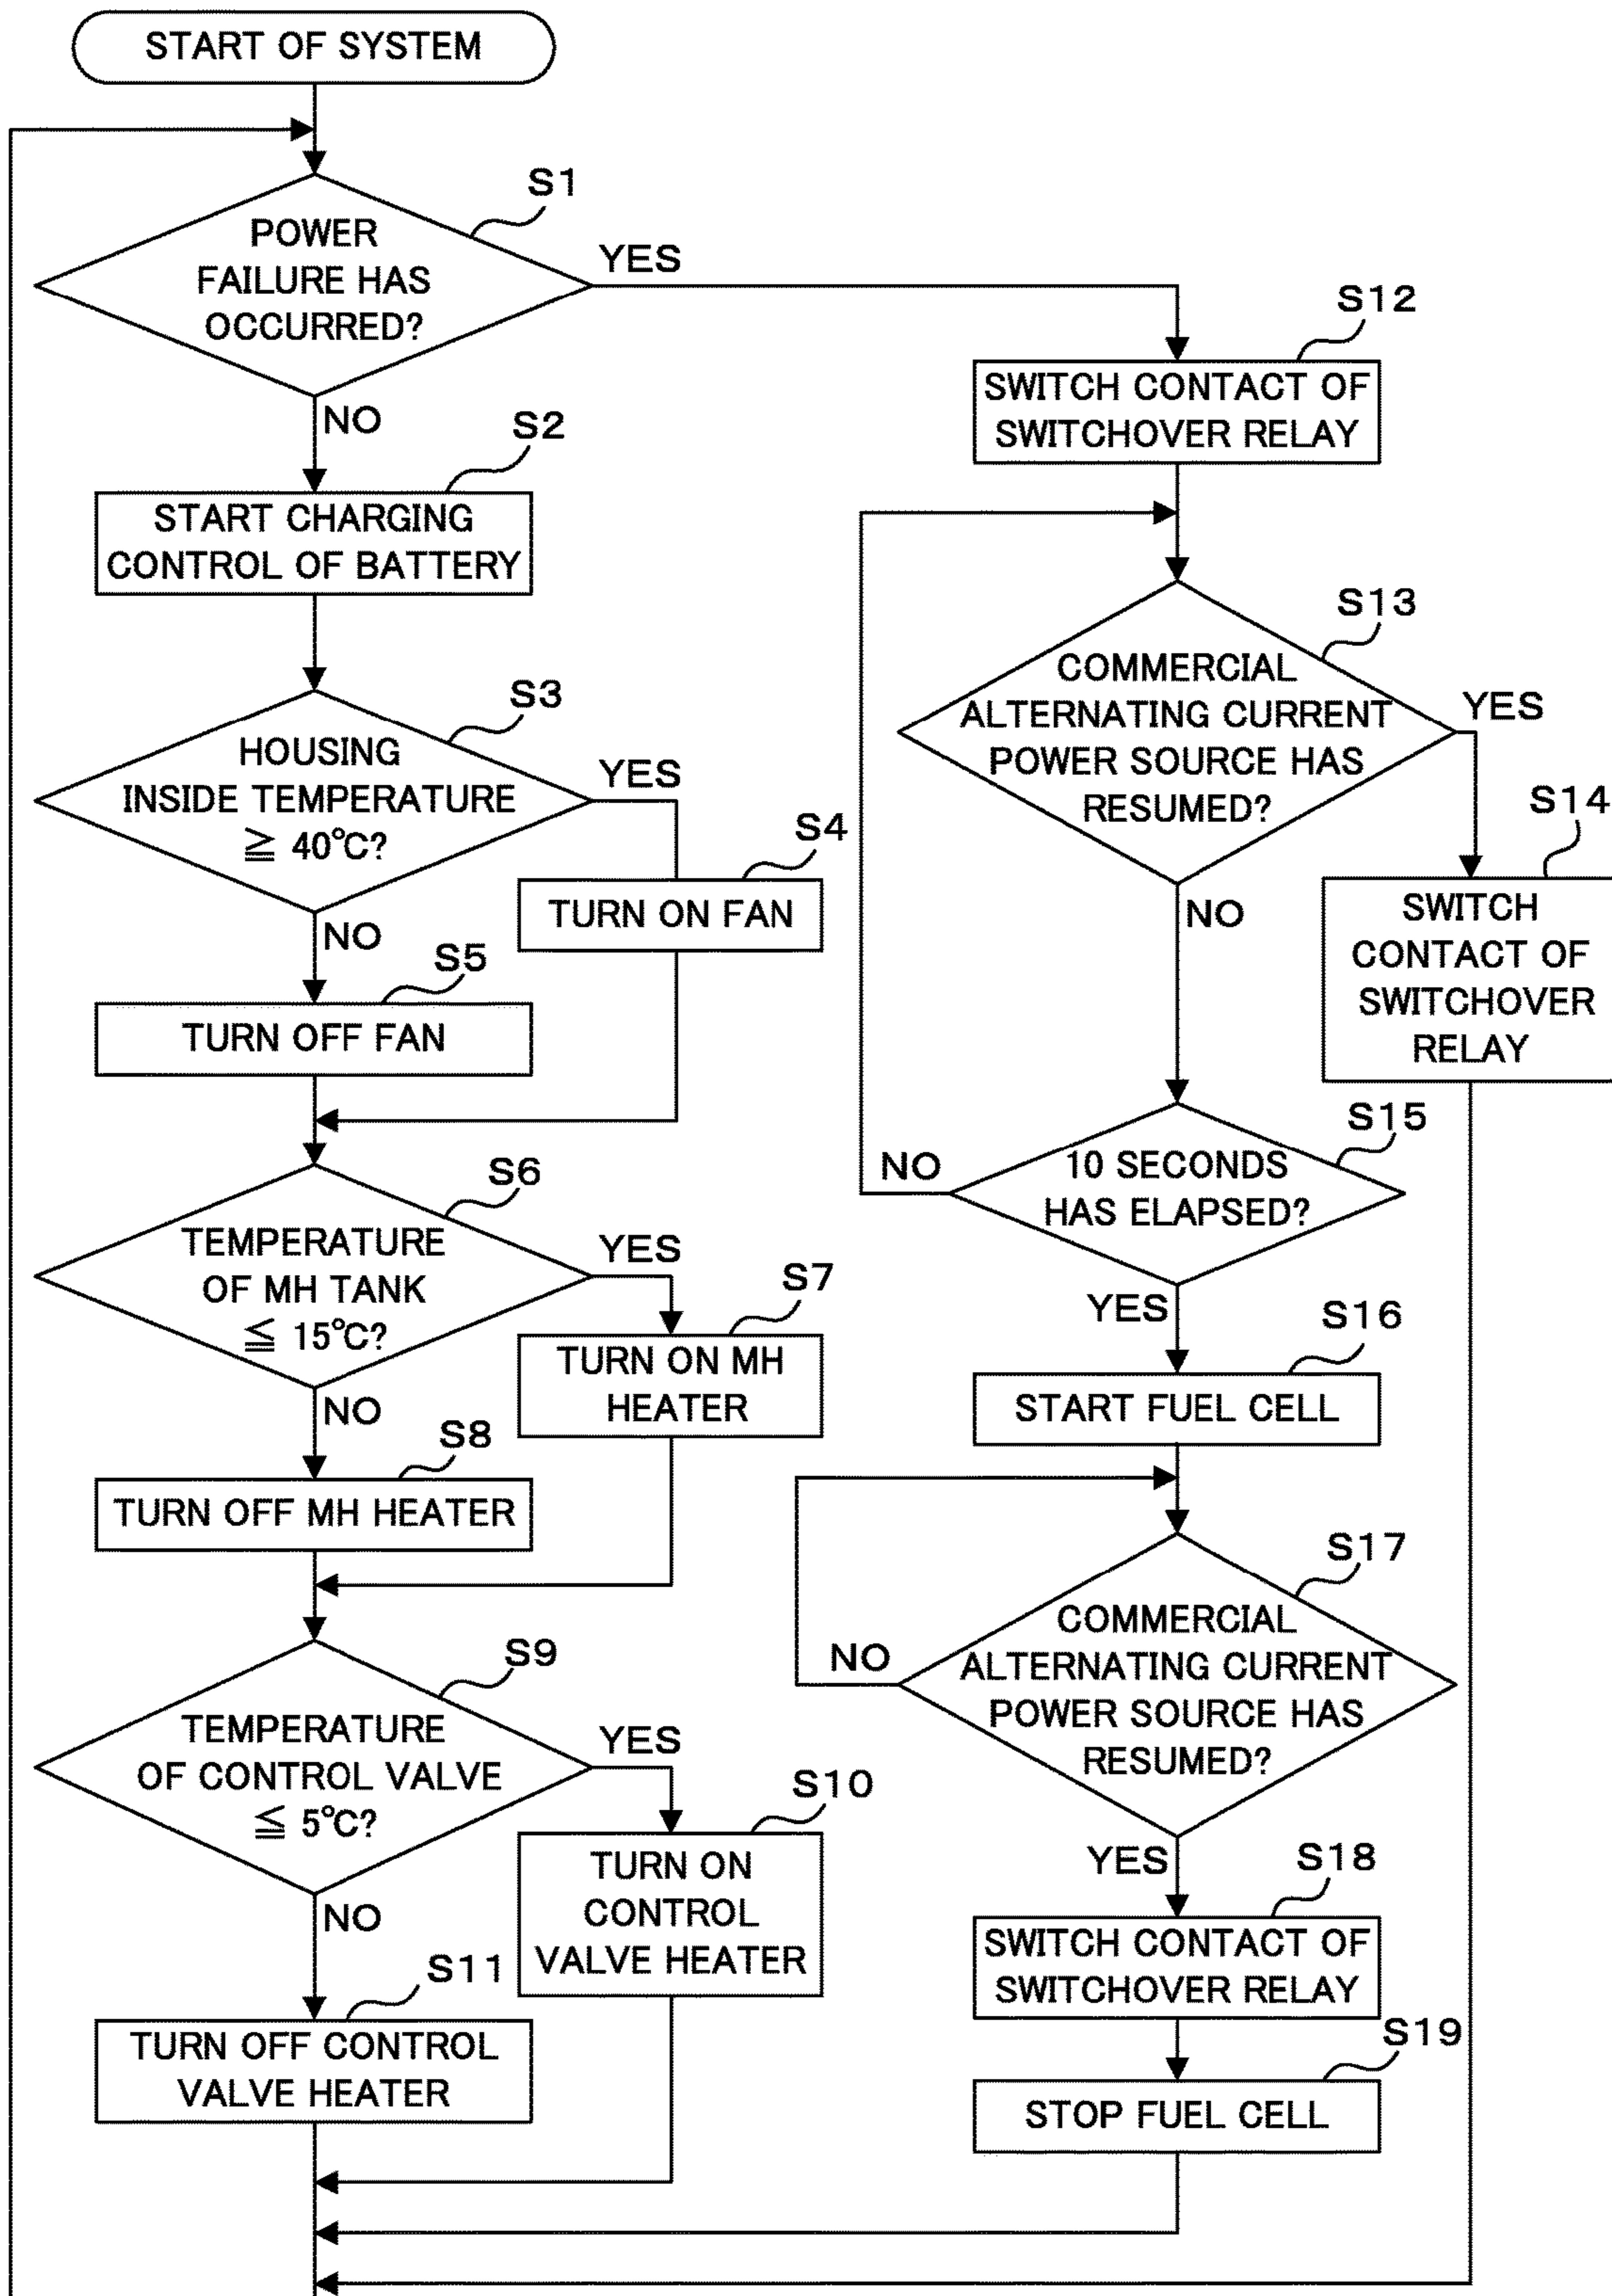 START OF SYSTEM
S1
POWER
FAILURE HAS
OCCURRED?
YES
NO
S2
START CHARGING
CONTROL OF BATTERY
S3
HOUSING
INSIDE TEMPERATURE
≧ 40℃?
YES
NO
S4
TURN ON FAN
S5
TURN OFF FAN
S6
TEMPERATURE
OF MH TANK
≦ 15℃?
YES
NO
S7
TURN ON MH
HEATER
S8
TURN OFF MH HEATER
S9
TEMPERATURE
OF CONTROL VALVE
≦ 5℃?
YES
NO
S10
TURN ON
CONTROL
VALVE HEATER
S11
TURN OFF CONTROL
VALVE HEATER
S12
SWITCH CONTACT OF
SWITCHOVER RELAY
S13
COMMERCIAL
ALTERNATING CURRENT
POWER SOURCE HAS
RESUMED?
YES
NO
S14
SWITCH
CONTACT OF
SWITCHOVER
RELAY
S15
10 SECONDS
HAS ELAPSED?
NO
YES
S16
START FUEL CELL
S17
COMMERCIAL
ALTERNATING CURRENT
POWER SOURCE HAS
RESUMED?
NO
YES
S18
SWITCH CONTACT OF
SWITCHOVER RELAY
S19
STOP FUEL CELL